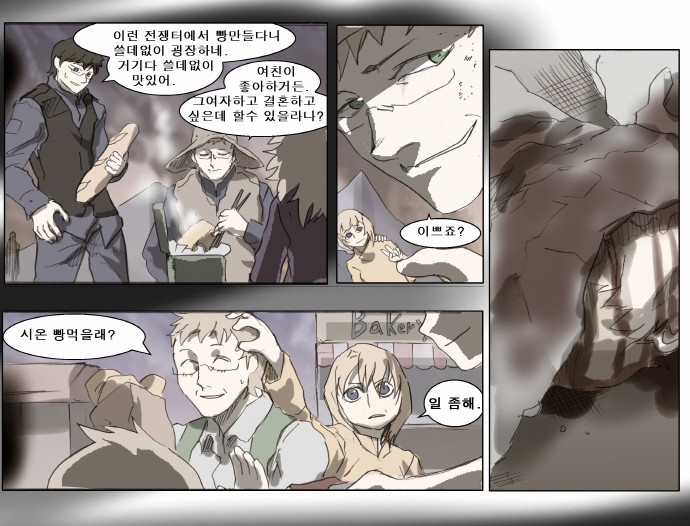 이런 전쟁터에서 빵만들다니
쓸데없이 굉장하네.
거기다 쓸데없이
맛있어.
여친이
좋아하거든.
그여자하고 결혼하고
싶은데 할수 있을라나?
이쁘죠?
시온 빵먹을래?
Bakery
일 좀해.